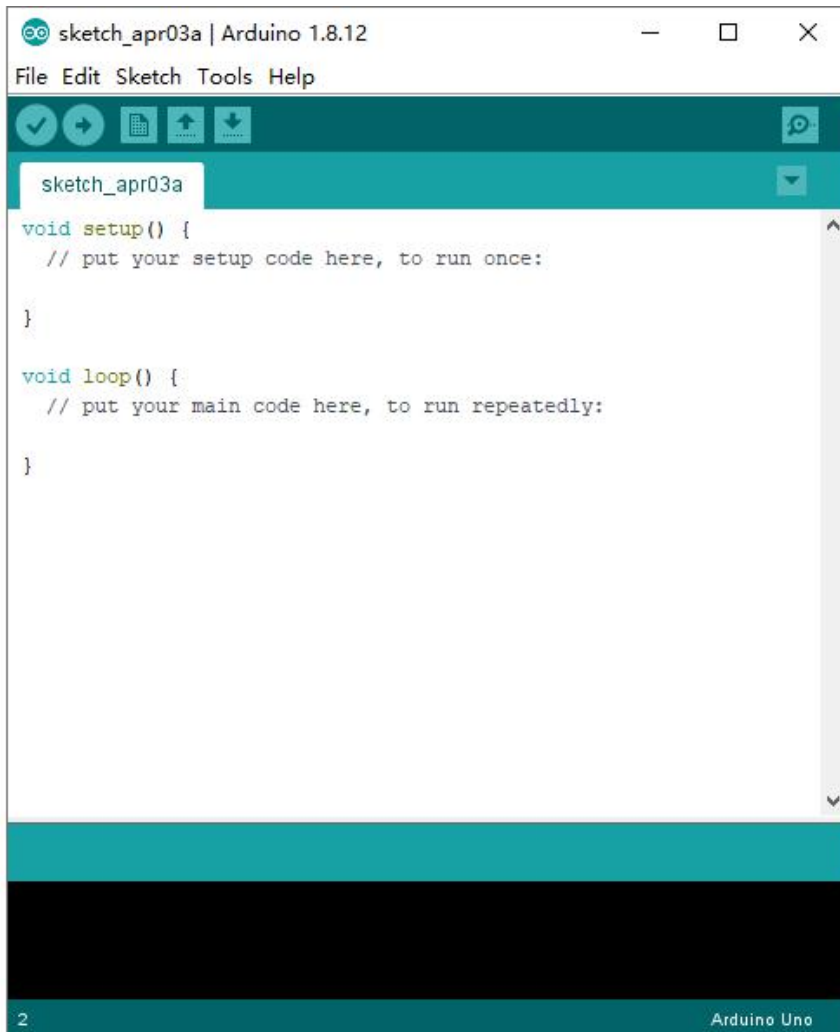 sketch_apr03a | Arduino 1.8.12
File Edit Sketch Tools Help
sketch_apr03a
void setup() {
  // put your setup code here, to run once:
}
void loop() {
  // put your main code here, to run repeatedly:
}
2 Arduino Uno